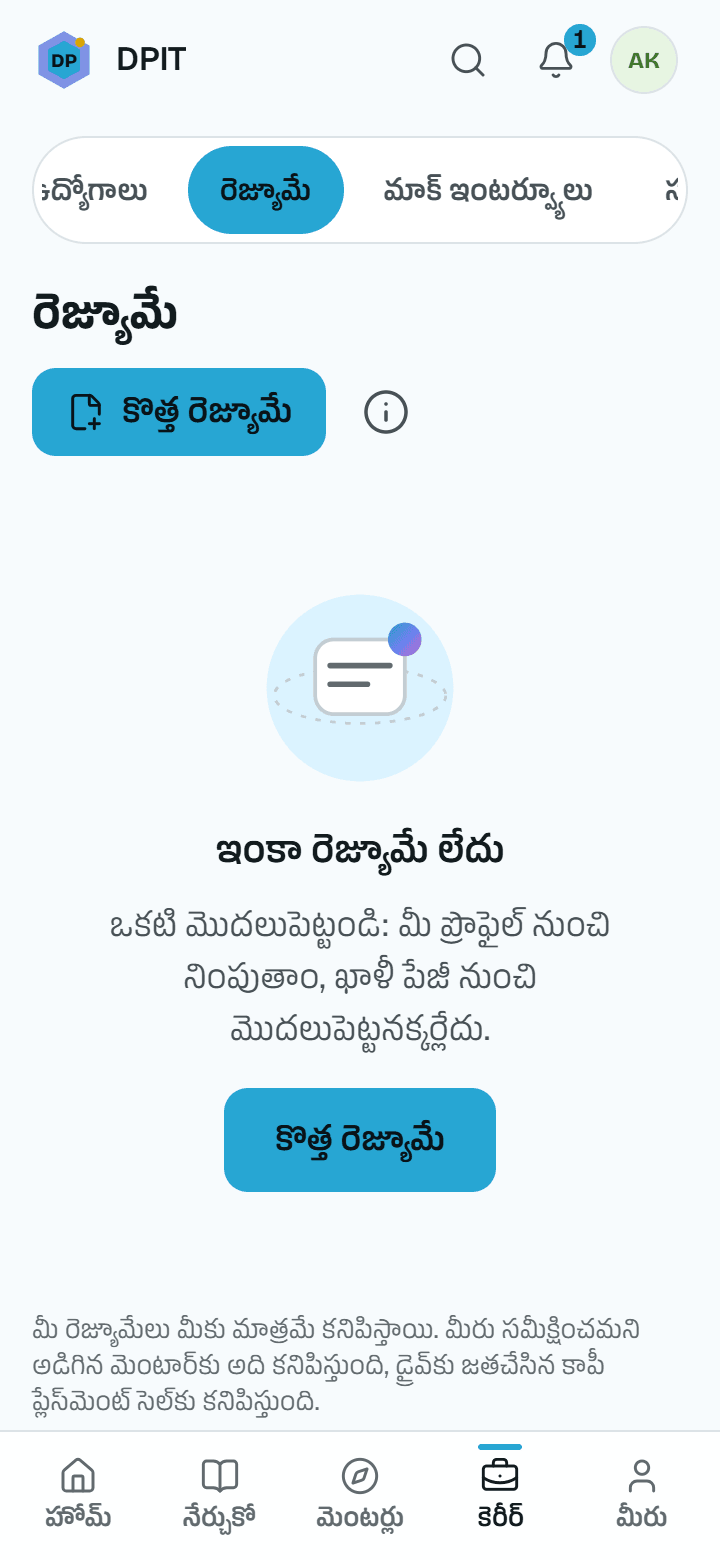 DP DPIT 1 AK
ఉద్యోగాలు రెజ్యూమే మాక్ ఇంటర్వ్యూలు
రెజ్యూమే
కొత్త రెజ్యూమే
ఇంకా రెజ్యూమే లేదు
ఒకటి మొదలుపెట్టండి: మీ ప్రొఫైల్ నుంచి
నింపుతాం, ఖాళీ పేజీ నుంచి
మొదలుపెట్టనక్కర్లేదు.
కొత్త రెజ్యూమే
మీ రెజ్యూమేలు మీకు మాత్రమే కనిపిస్తాయి. మీరు సమీక్షించమని
అడిగిన మెంటార్‌కు అది కనిపిస్తుంది, డ్రైవ్‌కు జతచేసిన కాపీ
ప్లేస్‌మెంట్ సెల్‌కు కనిపిస్తుంది.
హోమ్ నేర్చుకో మెంటర్లు కెరీర్ మీరు